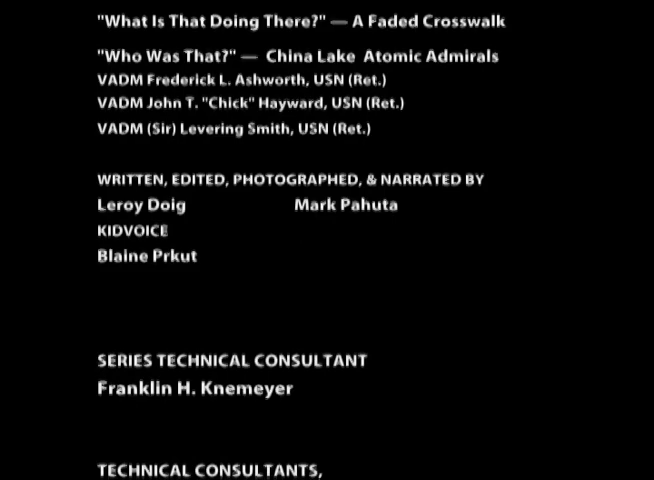 "What Is That Doing There?" — A Faded Crosswalk
"Who Was That?" — China Lake Atomic Admirals
VADM Frederick L. Ashworth, USN (Ret.)
VADM John T. "Chick" Hayward, USN (Ret.)
VADM (Sir) Levering Smith, USN (Ret.)
WRITTEN, EDITED, PHOTOGRAPHED, & NARRATED BY
Leroy Doig Mark Pahuta
KIDVOICE
Blaine Prkut
SERIES TECHNICAL CONSULTANT
Franklin H. Knemeyer
TECHNICAL CONSULTANTS,